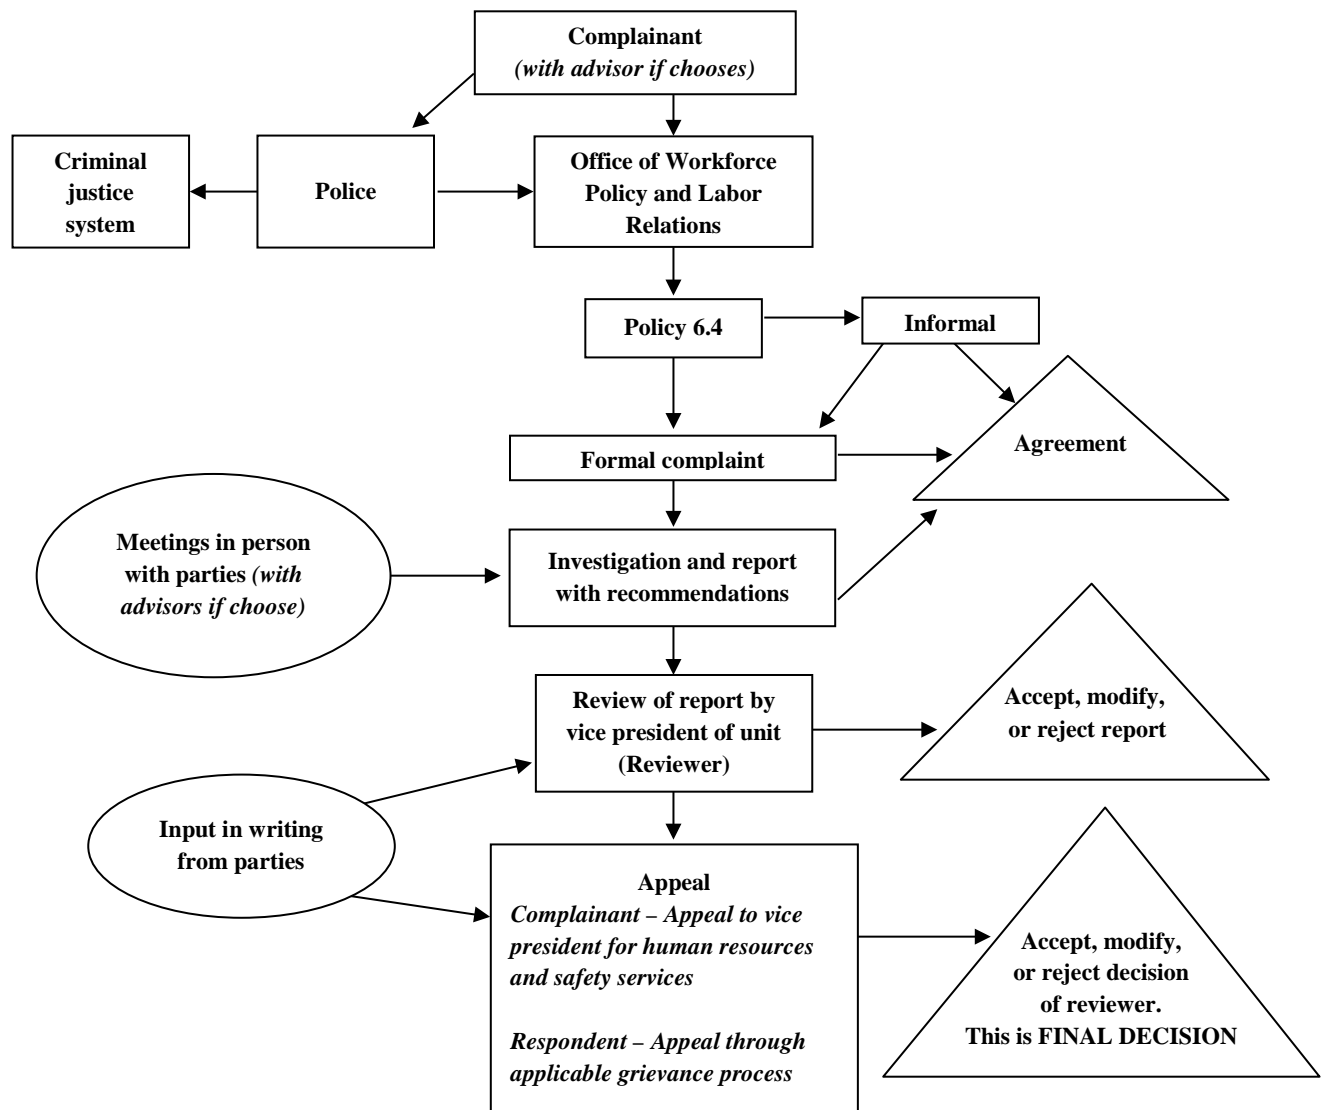 Complainant
(with advisor if chooses)
Criminal
justice
system
Police
Office of Workforce
Policy and Labor
Relations
Policy 6.4
Informal
Agreement
Formal complaint
Meetings in person
with parties (with
advisors if choose)
Investigation and report
with recommendations
Review of report by
vice president of unit
(Reviewer)
Accept, modify,
or reject report
Input in writing
from parties
Appeal
Complainant – Appeal to vice
president for human resources
and safety services
Respondent – Appeal through
applicable grievance process
Accept, modify,
or reject decision
of reviewer.
This is FINAL DECISION